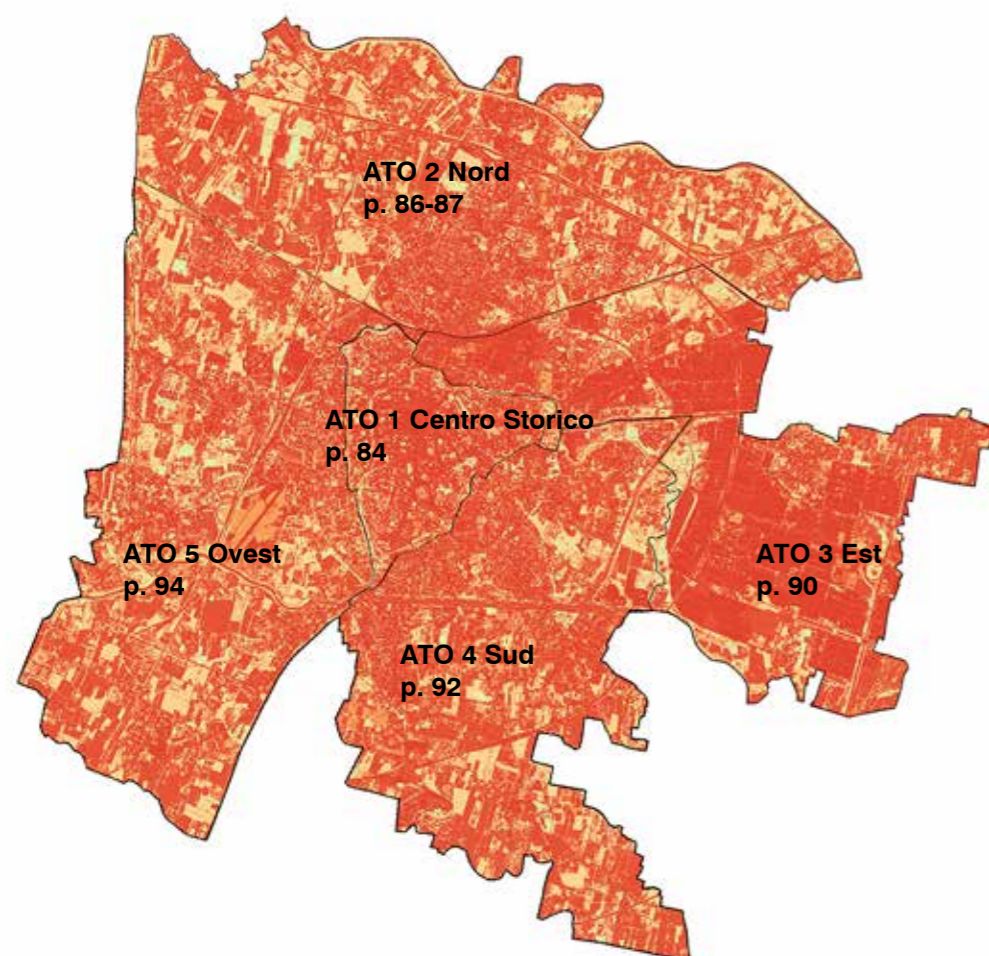 ATO 2 Nord
p. 86-87
ATO 1 Centro Storico
p. 84
ATO 5 Ovest
p. 94
ATO 3 Est
p. 90
ATO 4 Sud
p. 92